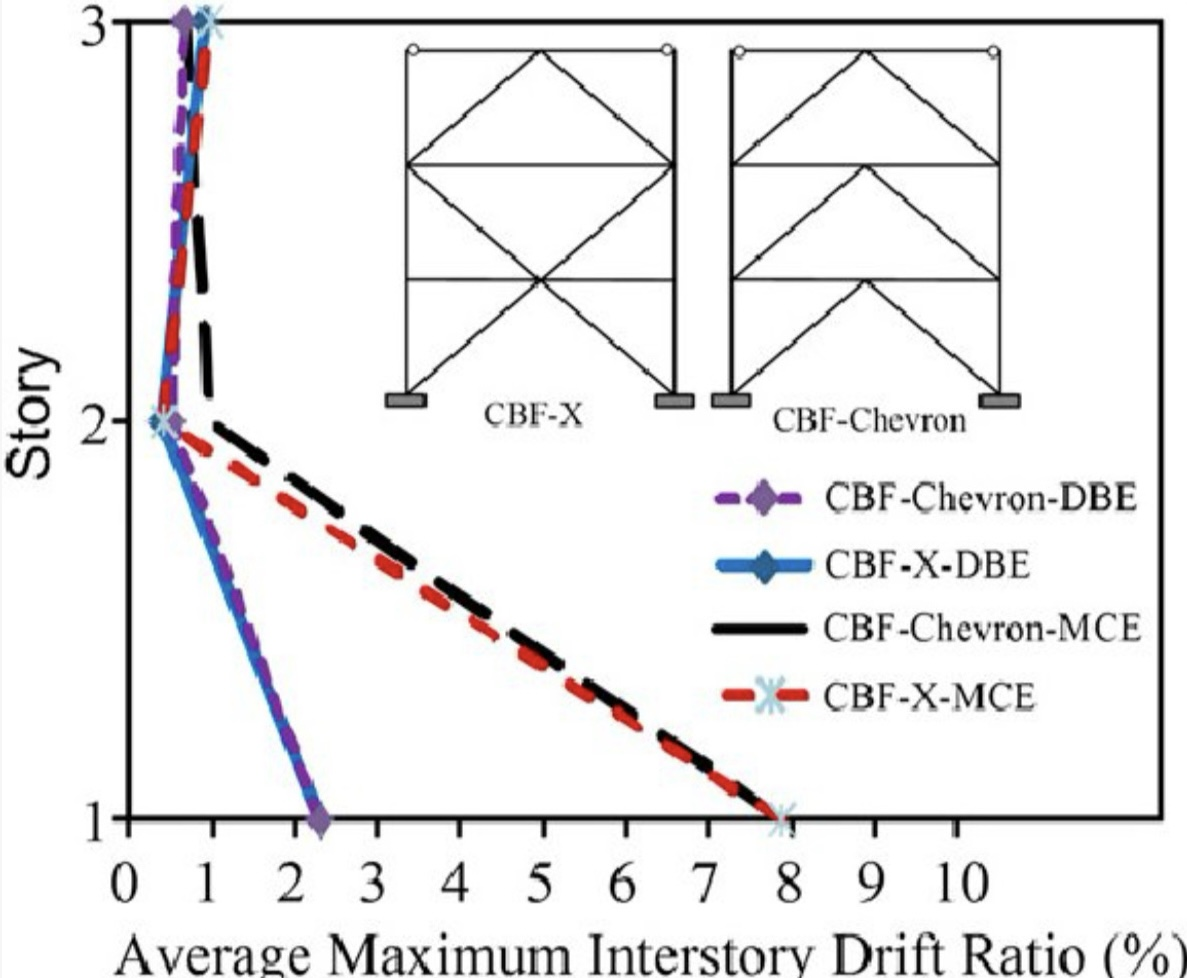 3
CBF-X
CBF-Chevron
Story
2
CBF-Chevron-DBE
CBF-X-DBE
CBF-Chevron-MCE
CBF-X-MCE
1
0 1 2 3 4 5 6 7 8 9 10
Average Maximum Interstory Drift Ratio (%)